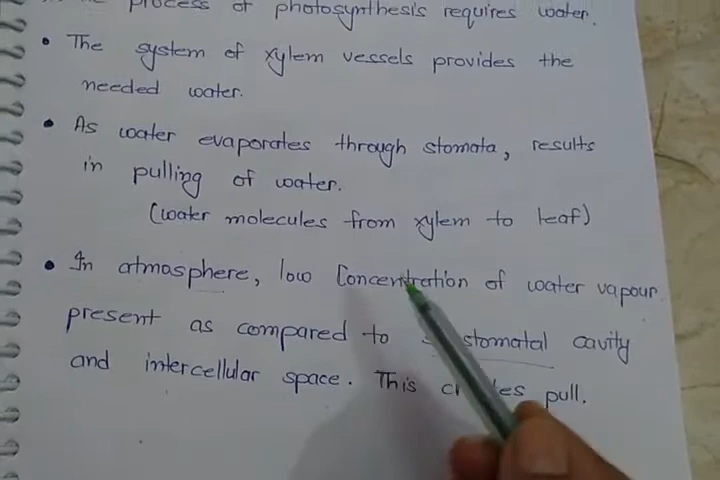 process of photosynthesis requires water.
• The system of xylem vessels provides the
needed water.
• As water evaporates through stomata, results
in pulling of water.
(water molecules from xylem to leaf)
• In atmosphere, low Concentration of water vapour
present as compared to stomatal cavity
and intercellular space. This pull.